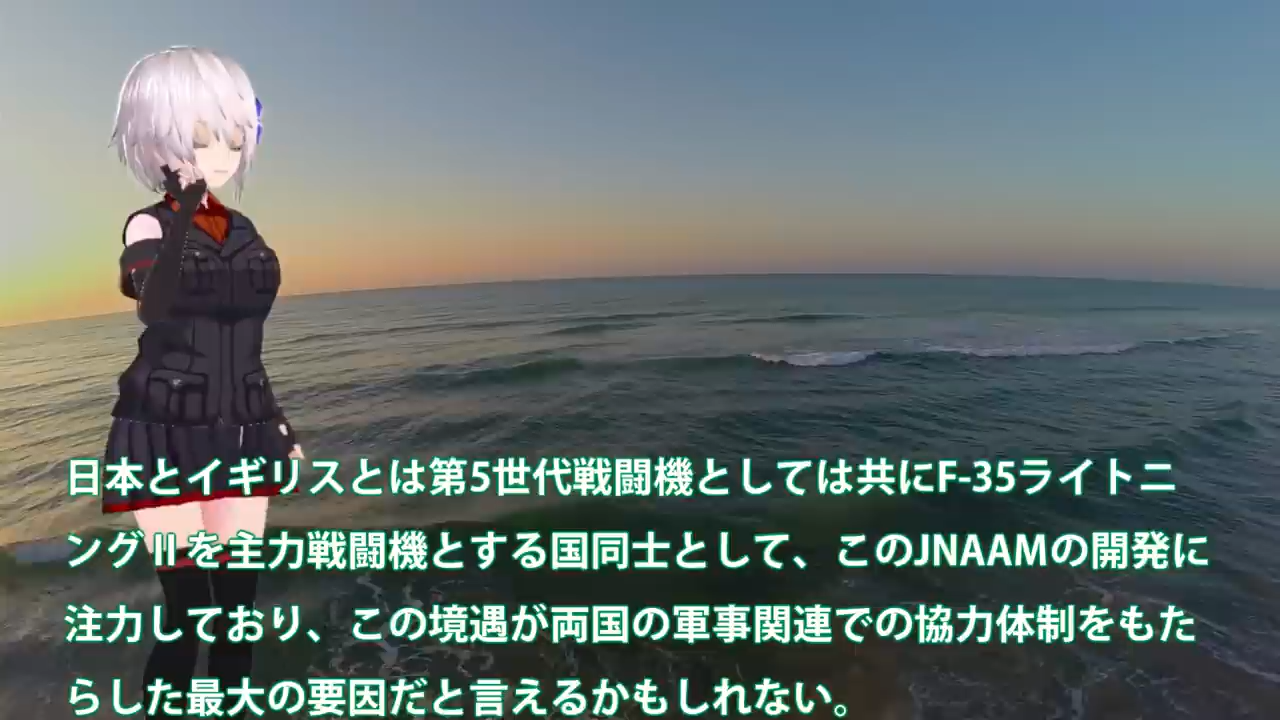 日本とイギリスとは第5世代戦闘機としては共にF-35ライトニ
ングⅡを主力戦闘機とする国同士として、このJNAAMの開発に
注力しており、この境遇が両国の軍事関連での協力体制をもた
らした最大の要因だと言えるかもしれない。